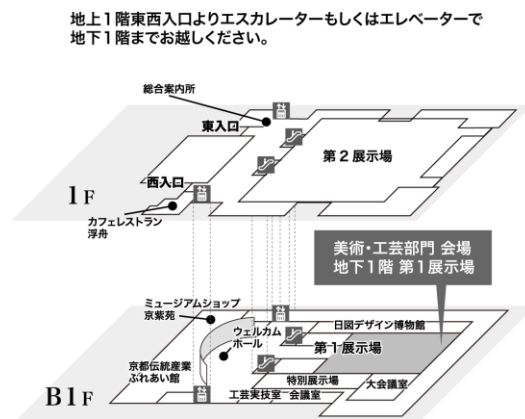 地上1階東西入口よりエスカレーターもしくはエレベーターで
地下1階までお越しください。
総合案内所
東入口
第2展示場
西入口
1F
カフェレストラン
浮舟
美術・工芸部門 会場
地下1階 第1展示場
ミュージアムショップ
京紫苑
ウェルカム
ホール
日図デザイン博物館
第1展示場
京都伝統産業
ふれあい館
特別展示場
大会議室
工芸実技室
会議室
B1F